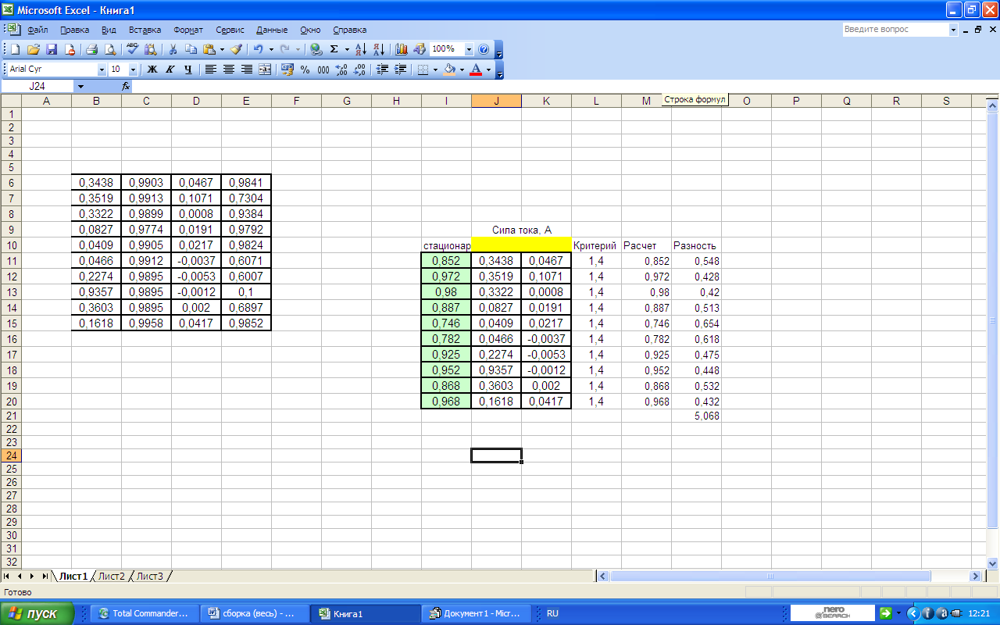 Microsoft Excel - Книга1
Файл Правка Вид Вставка Формат Сервис Данные Окно Справка Введите вопрос
100%
Arial Cyr 10 Ж К Ч % 000
J24 fx
Строка формул
A B C D E F G H I J K L M O P Q R S
1
2
3
4
5
6 0,3438 0,9903 0,0467 0,9841
7 0,3519 0,9913 0,1071 0,7304
8 0,3322 0,9899 0,0008 0,9384
9 0,0827 0,9774 0,0191 0,9792 Сила тока, А
10 0,0409 0,9905 0,0217 0,9824 стационар Критерий Расчет Разность
11 0,0466 0,9912 -0,0037 0,6071 0,852 0,3438 0,0467 1,4 0,852 0,548
12 0,2274 0,9895 -0,0053 0,6007 0,972 0,3519 0,1071 1,4 0,972 0,428
13 0,9357 0,9895 -0,0012 0,1 0,98 0,3322 0,0008 1,4 0,98 0,42
14 0,3603 0,9895 0,002 0,6897 0,887 0,0827 0,0191 1,4 0,887 0,513
15 0,1618 0,9958 0,0417 0,9852 0,746 0,0409 0,0217 1,4 0,746 0,654
16 0,782 0,0466 -0,0037 1,4 0,782 0,618
17 0,925 0,2274 -0,0053 1,4 0,925 0,475
18 0,952 0,9357 -0,0012 1,4 0,952 0,448
19 0,868 0,3603 0,002 1,4 0,868 0,532
20 0,968 0,1618 0,0417 1,4 0,968 0,432
21 5,068
22
23
24
25
26
27
28
29
30
31
32
Лист1 Лист2 Лист3
Готово
пуск Total Commander... сборка (весь) - ... Книга1 Документ1 - Micr... RU nero SEARCH 12:21